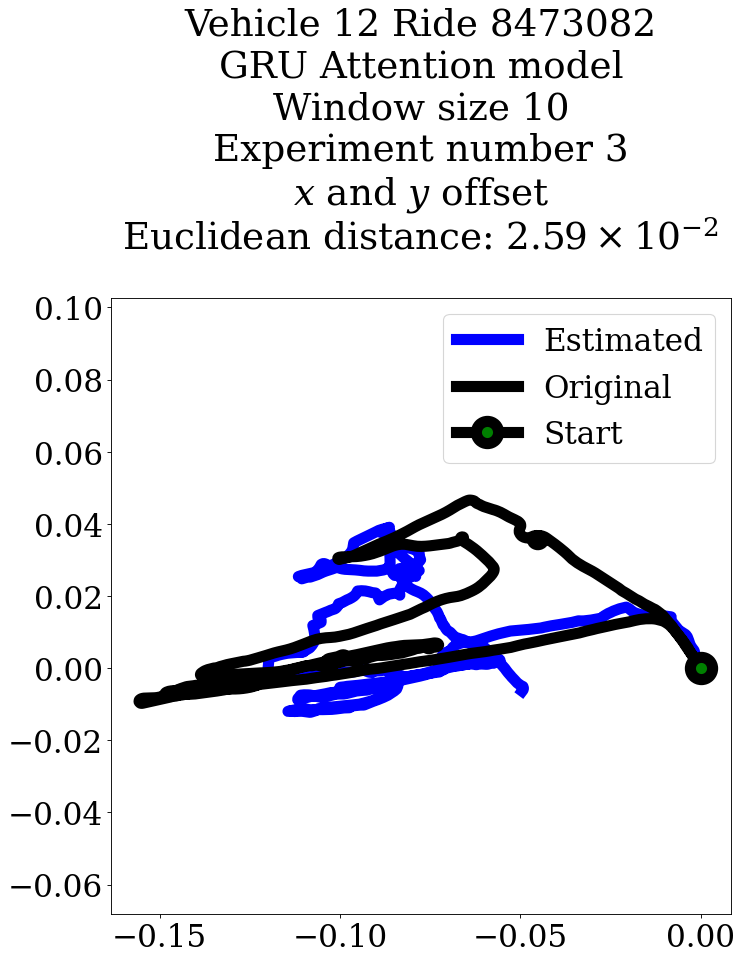 Vehicle 12 Ride 8473082
GRU Attention model
Window size 10
Experiment number 3
x and y offset
Euclidean distance: 2.59 × 10⁻²
0.10
0.08
0.06
0.04
0.02
0.00
−0.02
−0.04
−0.06
Estimated
Original
Start
−0.15
−0.10
−0.05
0.00